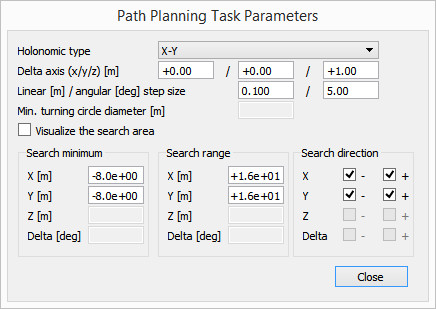 Path Planning Task Parameters
Holonomic type X-Y
Delta axis (x/y/z) [m] +0.00 / +0.00 / +1.00
Linear [m] / angular [deg] step size 0.100 / 5.00
Min. turning circle diameter [m]
Visualize the search area
Search minimum Search range Search direction
X [m] -8.0e+00 X [m] +1.6e+01 X - +
Y [m] -8.0e+00 Y [m] +1.6e+01 Y - +
Z [m] Z [m] Z - +
Delta [deg] Delta [deg] Delta - +
Close